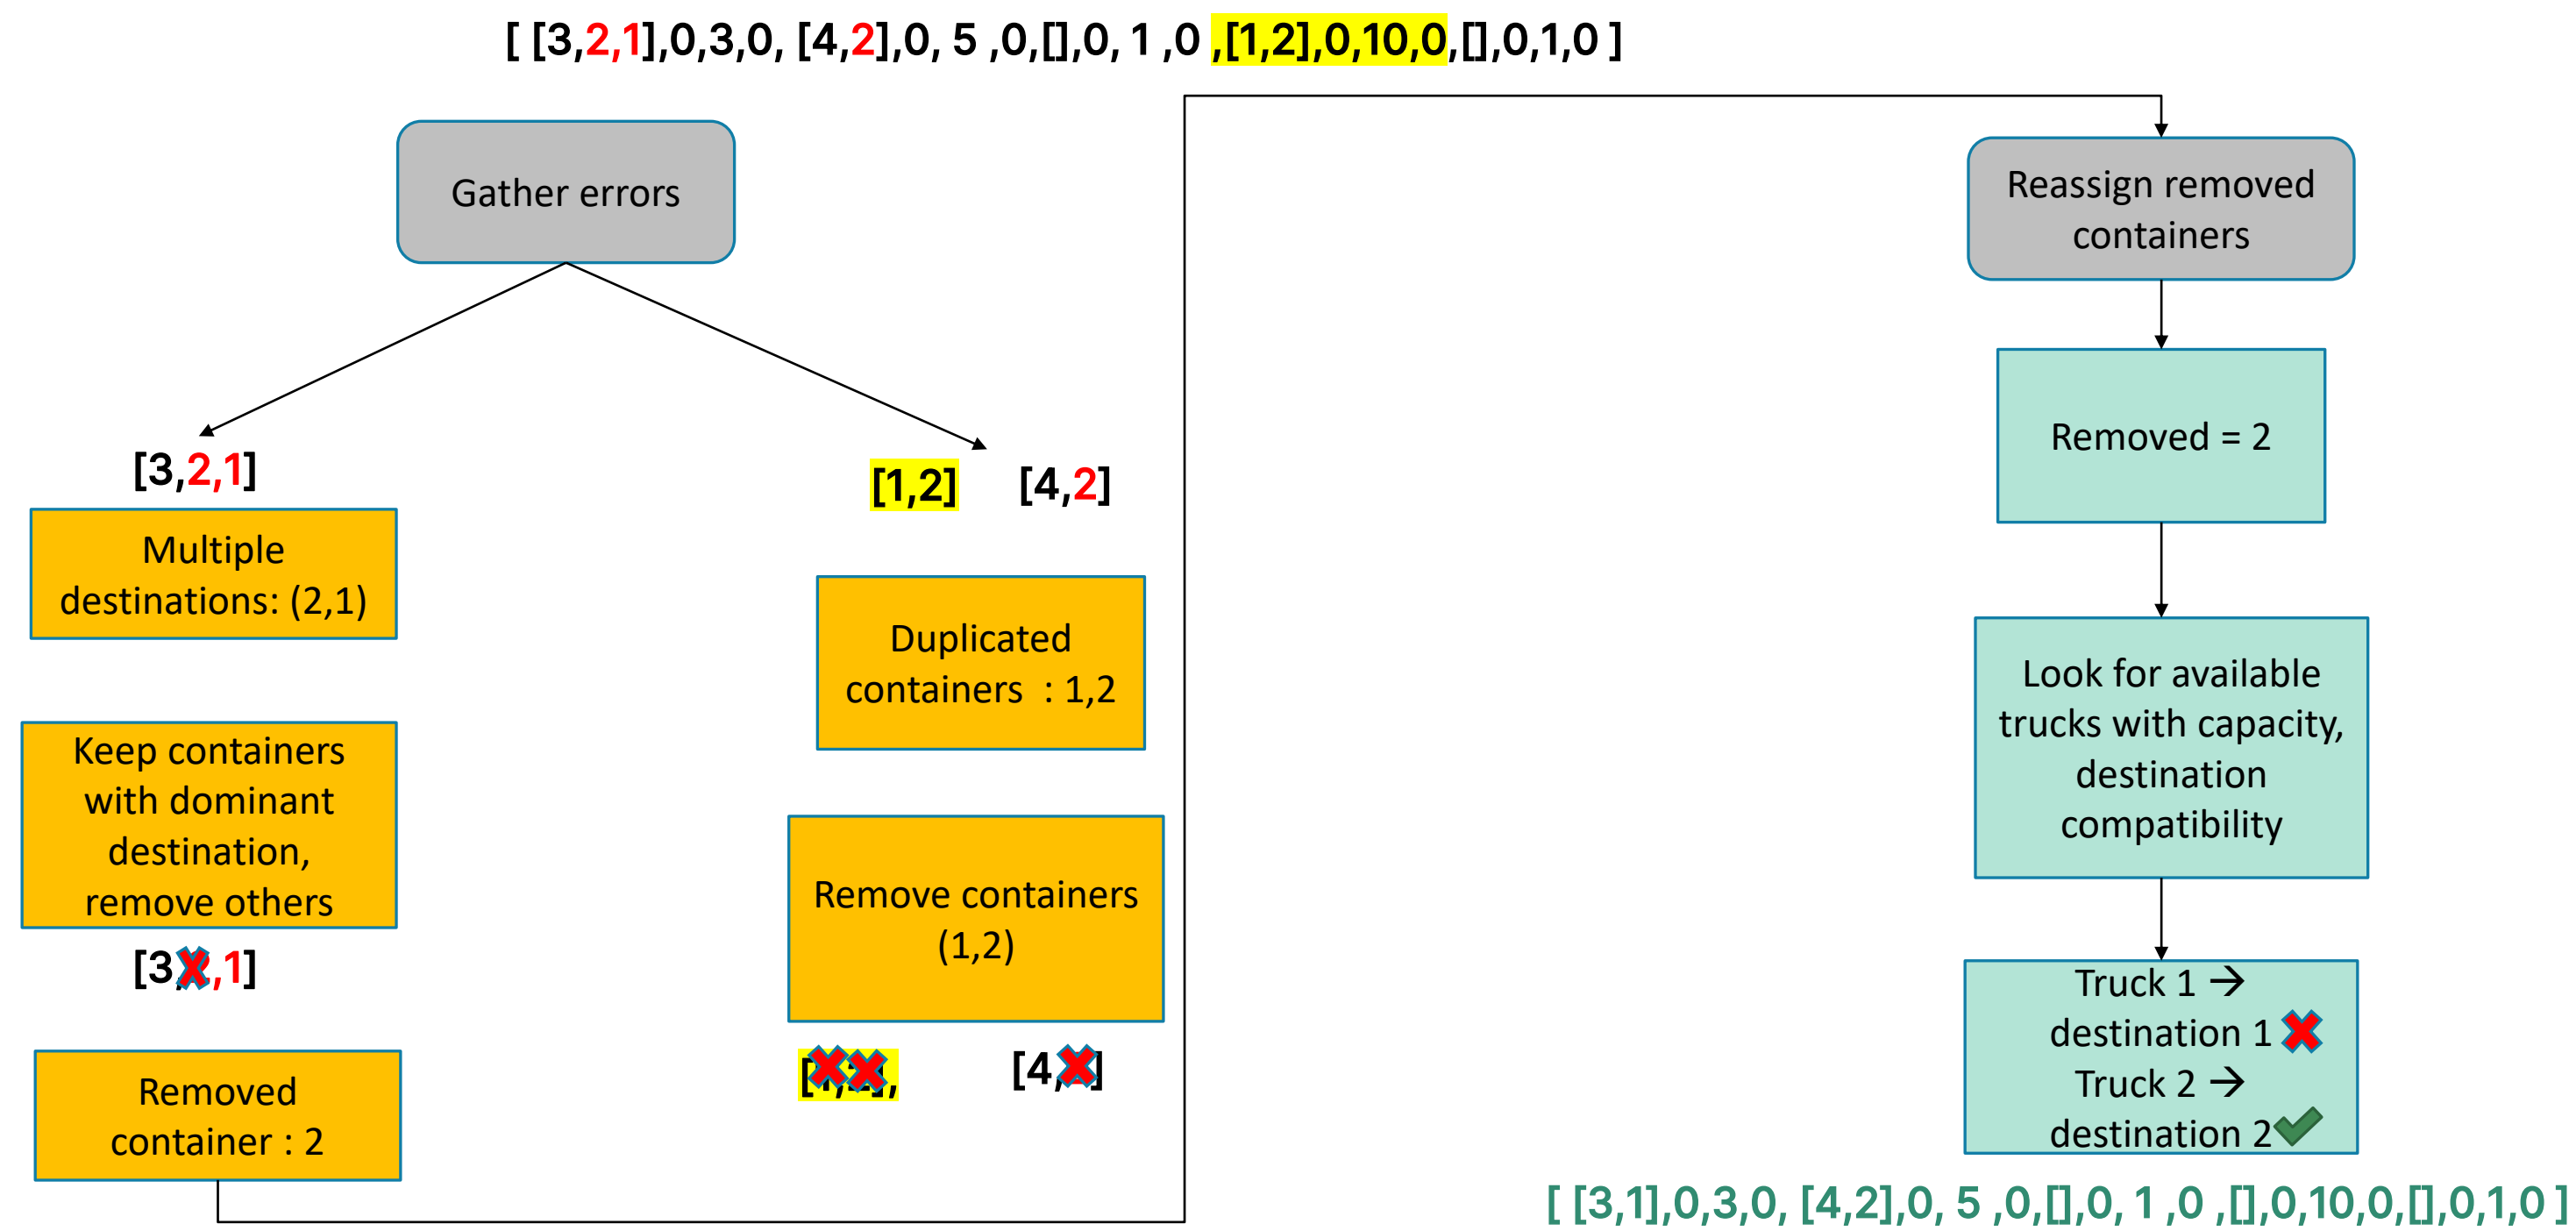 [ [3,2,1],0,3,0, [4,2],0, 5 ,0,[],0, 1 ,0 ,[1,2],0,10,0,[],0,1,0 ]
Gather errors
[3,2,1]
Multiple
destinations: (2,1)
Keep containers
with dominant
destination,
remove others
[3, ,1]
Removed
container : 2
[1,2] [4,2]
Duplicated
containers : 1,2
Remove containers
(1,2)
[1,2], [4, ]
Reassign removed
containers
Removed = 2
Look for available
trucks with capacity,
destination
compatibility
Truck 1 →
destination 1
Truck 2 →
destination 2
[ [3,1],0,3,0, [4,2],0, 5 ,0,[],0, 1 ,0 ,[],0,10,0,[],0,1,0 ]